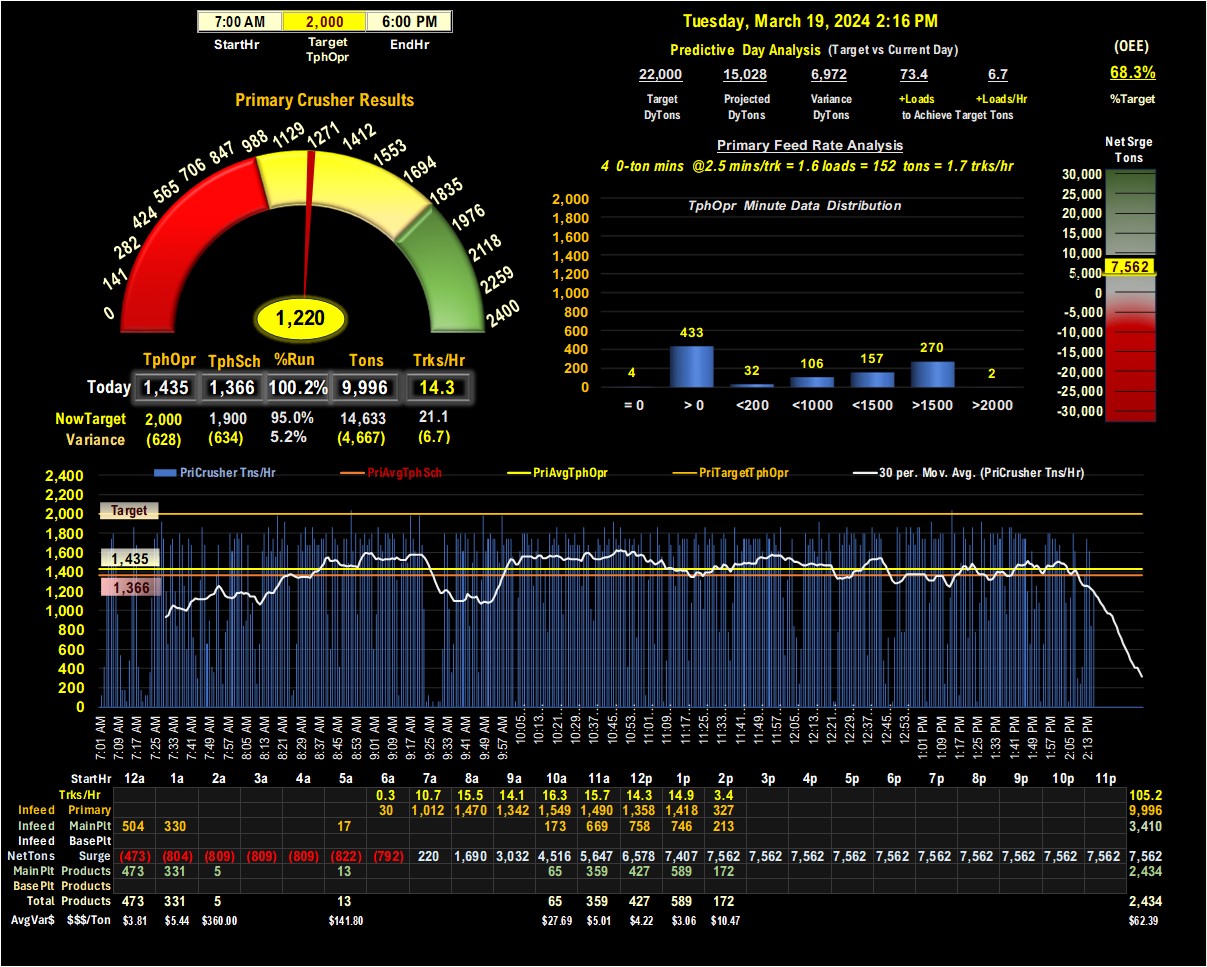 7:00 AM 2,000 6:00 PM
StartHr Target TphOpr EndHr
Tuesday, March 19, 2024 2:16 PM
Predictive Day Analysis (Target vs Current Day)
(OEE)
22,000 15,028 6,972 73.4 6.7
68.3%
Target DyTons Projected DyTons Variance DyTons +Loads +Loads/Hr to Achieve Target Tons
%Target
Primary Crusher Results
0 141 282 424 565 706 847 988 1129 1271 1412 1553 1694 1835 1976 2118 2259 2400
1,220
Primary Feed Rate Analysis
4 0-ton mins @2.5 mins/trk = 1.6 loads = 152 tons = 1.7 trks/hr
TphOpr Minute Data Distribution
2,000
1,800
1,600
1,400
1,200
1,000
800
600
400
200
0
4 433 32 106 157 270 2
= 0 > 0 <200 <1000 <1500 >1500 >2000
Net Srge
Tons
30,000
25,000
20,000
15,000
10,000
7,562
5,000
0
-5,000
-10,000
-15,000
-20,000
-25,000
-30,000
TphOpr TphSch %Run Tons Trks/Hr
Today 1,435 1,366 100.2% 9,996 14.3
NowTarget 2,000 1,900 95.0% 14,633 21.1
Variance (628) (634) 5.2% (4,667) (6.7)
PriCrusher Tns/Hr PriAvgTphSch PriAvgTphOpr PriTargetTphOpr 30 per. Mov. Avg. (PriCrusher Tns/Hr)
2,400
2,200
2,000
1,800
1,600
1,400
1,200
1,000
800
600
400
200
0
Target
1,435
1,366
7:01 AM 7:09 AM 7:17 AM 7:25 AM 7:33 AM 7:41 AM 7:49 AM 7:57 AM 8:05 AM 8:13 AM 8:21 AM 8:29 AM 8:37 AM 8:45 AM 8:53 AM 9:01 AM 9:09 AM 9:17 AM 9:25 AM 9:33 AM 9:41 AM 9:49 AM 9:57 AM 10:05… 10:13… 10:21… 10:29… 10:37… 10:45… 10:53… 11:01… 11:09… 11:17… 11:25… 11:33… 11:41… 11:49… 11:57… 12:05… 12:13… 12:21… 12:29… 12:37… 12:45… 12:53… 1:01 PM 1:09 PM 1:17 PM 1:25 PM 1:33 PM 1:41 PM 1:49 PM 1:57 PM 2:05 PM 2:13 PM
StartHr 12a 1a 2a 3a 4a 5a 6a 7a 8a 9a 10a 11a 12p 1p 2p 3p 4p 5p 6p 7p 8p 9p 10p 11p
Trks/Hr 0.3 10.7 15.5 14.1 16.3 15.7 14.3 14.9 3.4 105.2
Infeed Primary 30 1,012 1,470 1,342 1,549 1,490 1,358 1,418 327 9,996
Infeed MainPlt 504 330 17 173 669 758 746 213 3,410
Infeed BasePlt
NetTons Surge (473) (804) (809) (809) (809) (822) (792) 220 1,690 3,032 4,516 5,647 6,578 7,407 7,562 7,562 7,562 7,562 7,562 7,562 7,562 7,562 7,562 7,562 7,562
MainPlt Products 473 331 5 13 65 359 427 589 172 2,434
BasePlt Products
Total Products 473 331 5 13 65 359 427 589 172 2,434
AvgVar$ $$$/Ton $3.81 $5.44 $360.00 $141.80 $27.69 $5.01 $4.22 $3.06 $10.47 $62.39